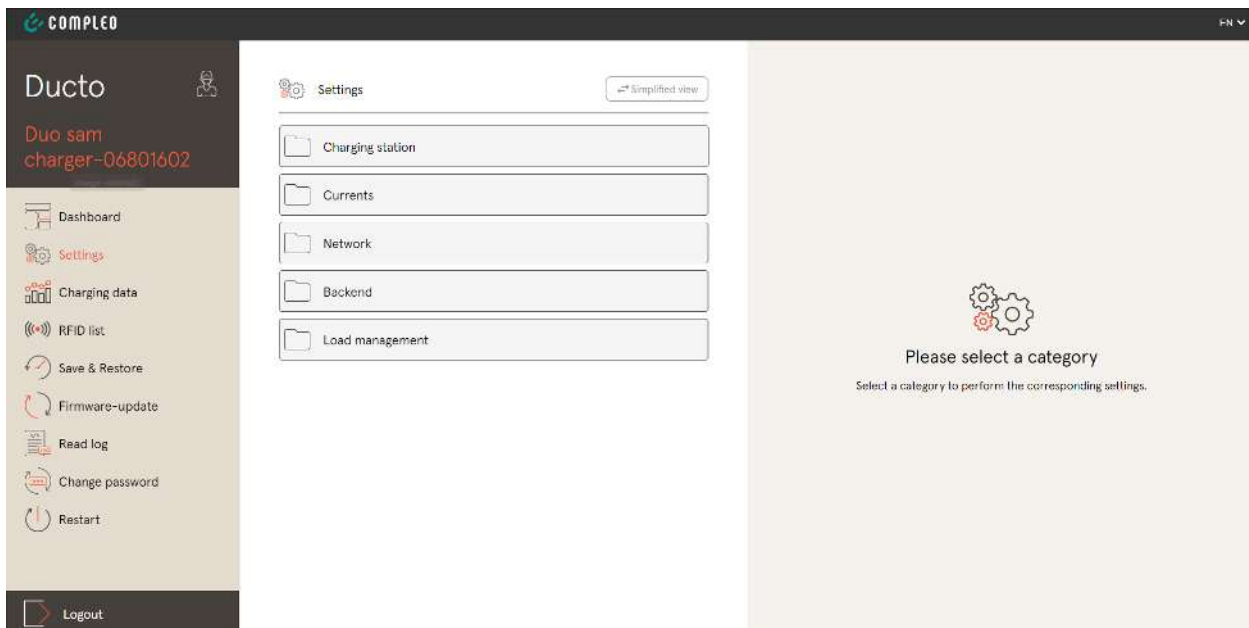 COMPLEO
EN
Ducto
Duo sam
charger-06801602
Dashboard
Settings
Charging data
RFID list
Save & Restore
Firmware-update
Read log
Change password
Restart
Logout
Settings
Simplified view
Charging station
Currents
Network
Backend
Load management
Please select a category
Select a category to perform the corresponding settings.